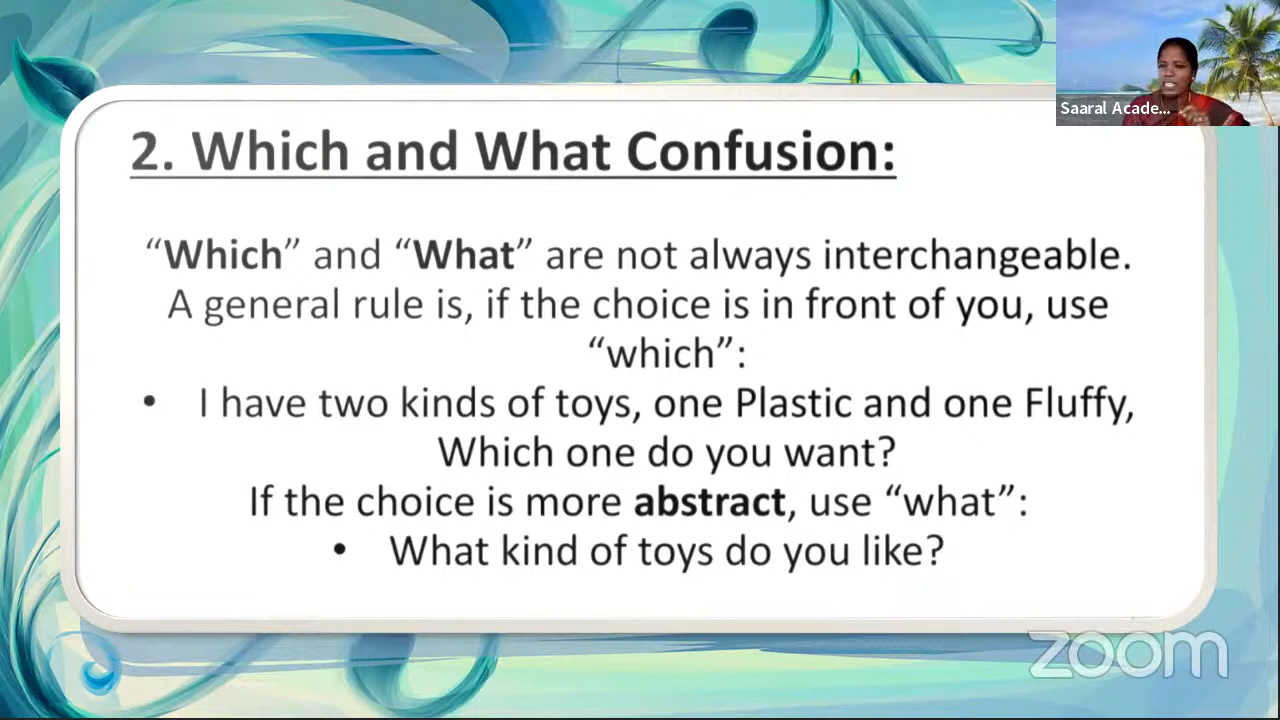 Saaral Acade...
2. Which and What Confusion:
“Which” and “What” are not always interchangeable.
A general rule is, if the choice is in front of you, use
“which”:
• I have two kinds of toys, one Plastic and one Fluffy,
Which one do you want?
If the choice is more abstract, use “what”:
• What kind of toys do you like?
zoom